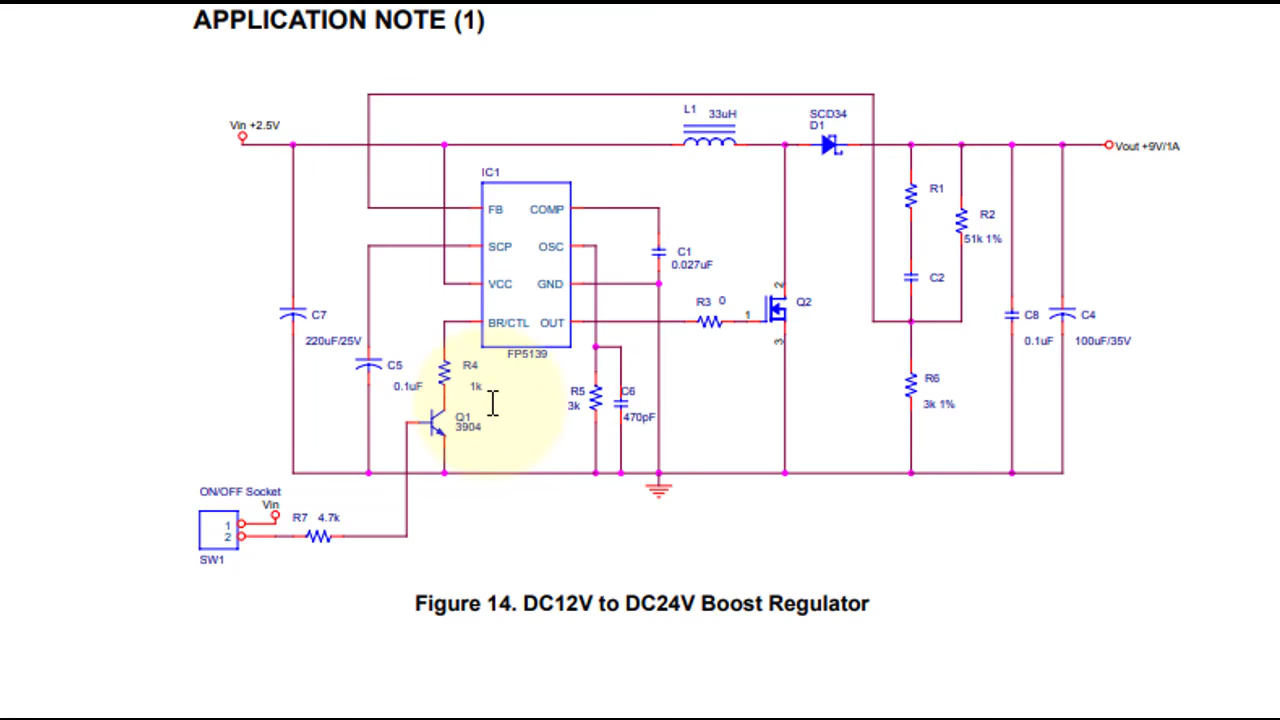 APPLICATION NOTE (1)
L1 33uH
SCD34
D1
Vin +2.5V
Vout +9V/1A
IC1
FB COMP
SCP OSC
VCC GND
BR/CTL OUT
FP5139
R1
R2
51k 1%
C1
0.027uF
C2
R3 0
1
2
3
Q2
C7
220uF/25V
C8
0.1uF
C4
100uF/35V
C5
0.1uF
R4
1k
R5
3k
C6
470pF
R6
3k 1%
Q1
3904
ON/OFF Socket
Vin
1
2
R7 4.7k
SW1
Figure 14. DC12V to DC24V Boost Regulator